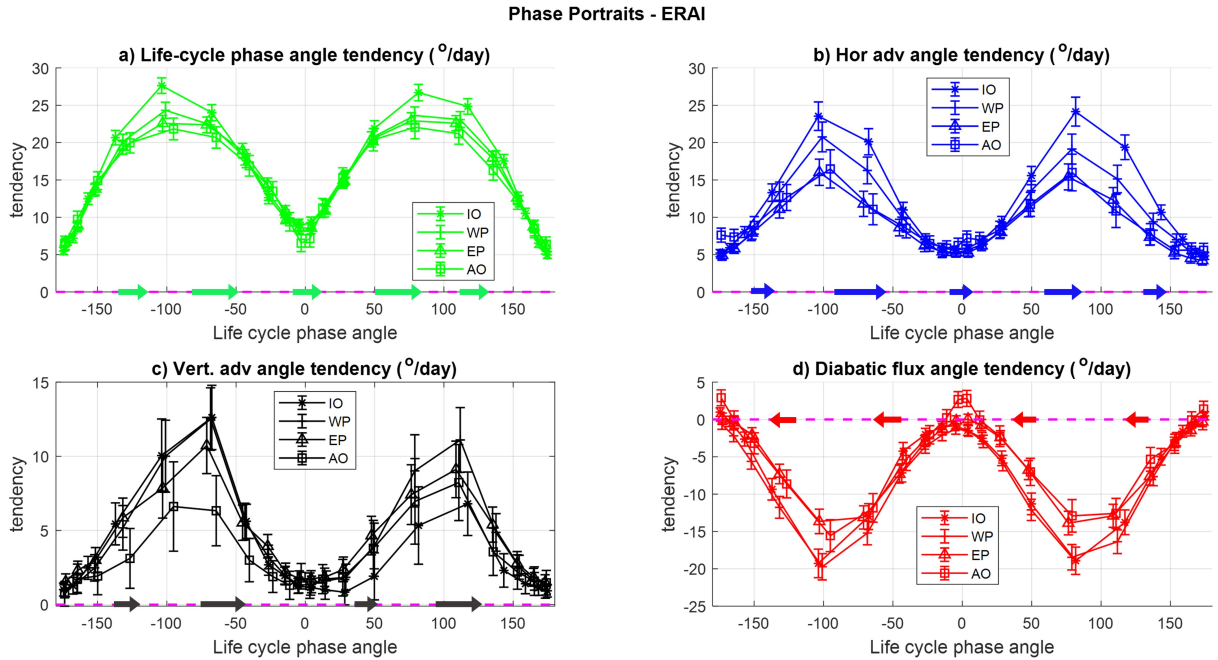 Phase Portraits - ERAI
a) Life-cycle phase angle tendency (°/day)
30
25
20
15
10
5
0
tendency
IO
WP
EP
AO
-150 -100 -50 0 50 100 150
Life cycle phase angle
b) Hor adv angle tendency (°/day)
30
25
20
15
10
5
0
tendency
IO
WP
EP
AO
-150 -100 -50 0 50 100 150
Life cycle phase angle
c) Vert. adv angle tendency (°/day)
15
10
5
0
tendency
IO
WP
EP
AO
-150 -100 -50 0 50 100 150
Life cycle phase angle
d) Diabatic flux angle tendency (°/day)
5
0
-5
-10
-15
-20
-25
tendency
IO
WP
EP
AO
-150 -100 -50 0 50 100 150
Life cycle phase angle